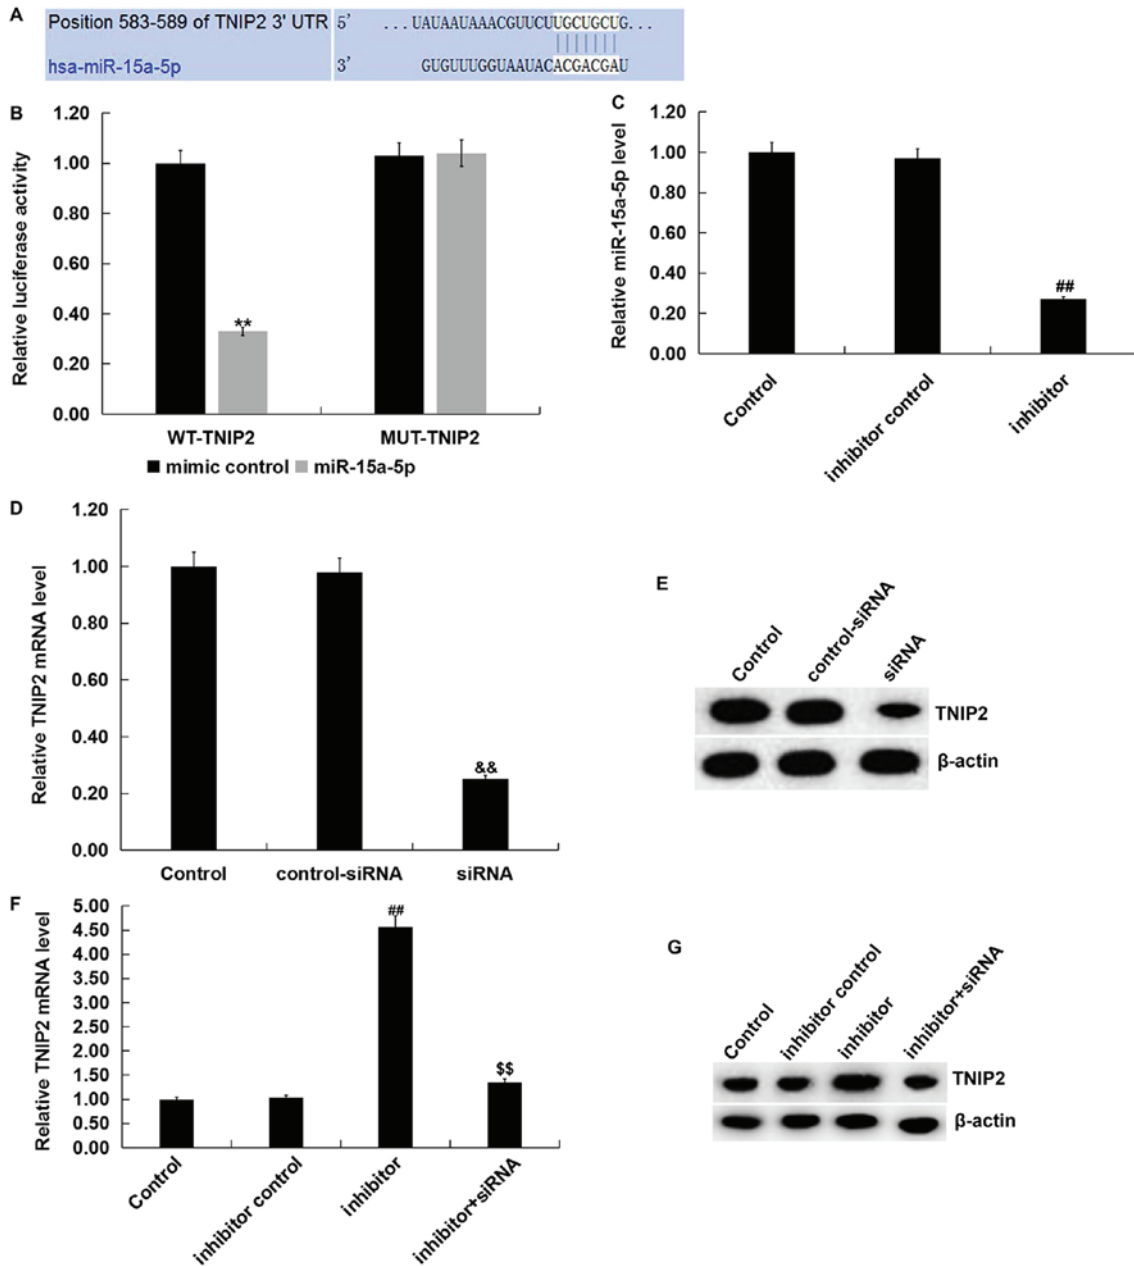 A
Position 583-589 of TNIP2 3' UTR 5' ...UAUAAUAAACGUUCUUGCUGCUG...
hsa-miR-15a-5p 3' GUGUUUGGUAAUACACGACGAU
B
Relative luciferase activity
1.20
1.00
0.80
0.60
0.40
0.20
0.00
**
WT-TNIP2 MUT-TNIP2
mimic control miR-15a-5p
C
Relative miR-15a-5p level
1.20
1.00
0.80
0.60
0.40
0.20
0.00
##
Control
inhibitor control
inhibitor
D
Relative TNIP2 mRNA level
1.20
1.00
0.80
0.60
0.40
0.20
0.00
&&
Control control-siRNA siRNA
E
Control
control-siRNA
siRNA
TNIP2
β-actin
F
Relative TNIP2 mRNA level
5.00
4.50
4.00
3.50
3.00
2.50
2.00
1.50
1.00
0.50
0.00
##
$$
Control
inhibitor control
inhibitor
inhibitor+siRNA
G
Control
inhibitor control
inhibitor
inhibitor+siRNA
TNIP2
β-actin